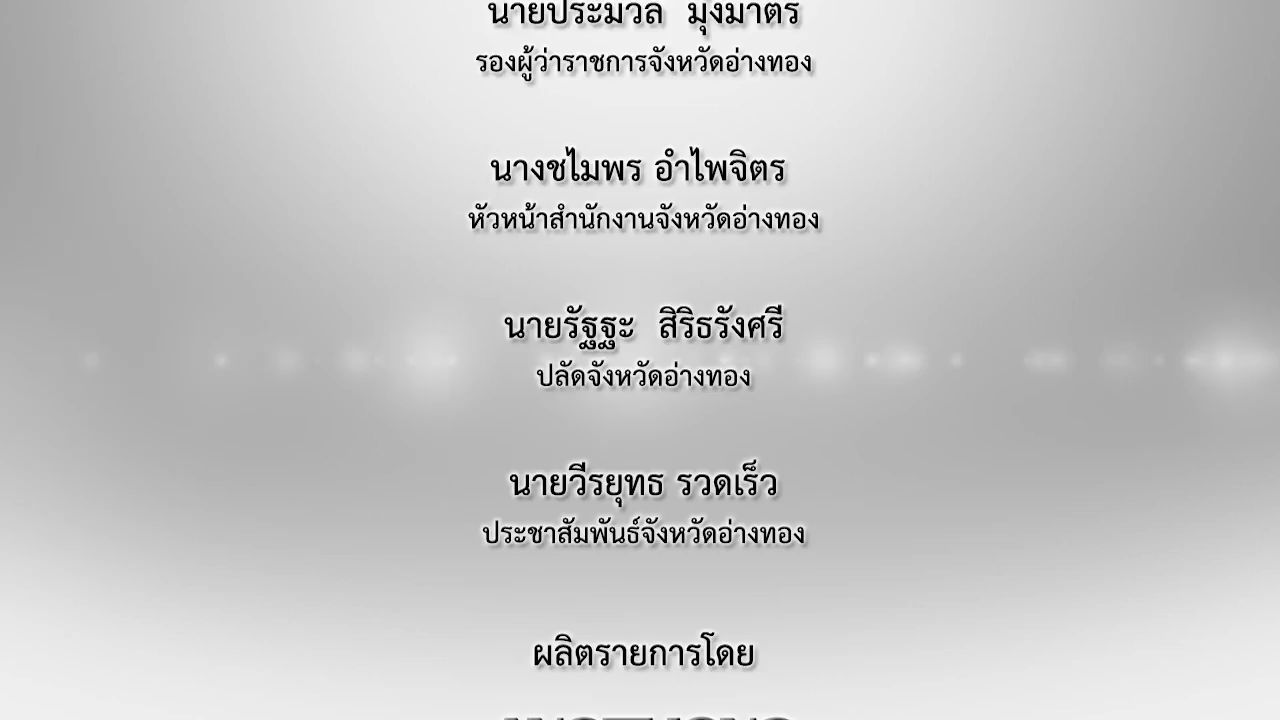 นายประมวล มุ่งมาตร
รองผู้ว่าราชการจังหวัดอ่างทอง
นางชไมพร อำไพจิตร
หัวหน้าสำนักงานจังหวัดอ่างทอง
นายรัฐฐะ สิริธรังศรี
ปลัดจังหวัดอ่างทอง
นายวีรยุทธ รวดเร็ว
ประชาสัมพันธ์จังหวัดอ่างทอง
ผลิตรายการโดย